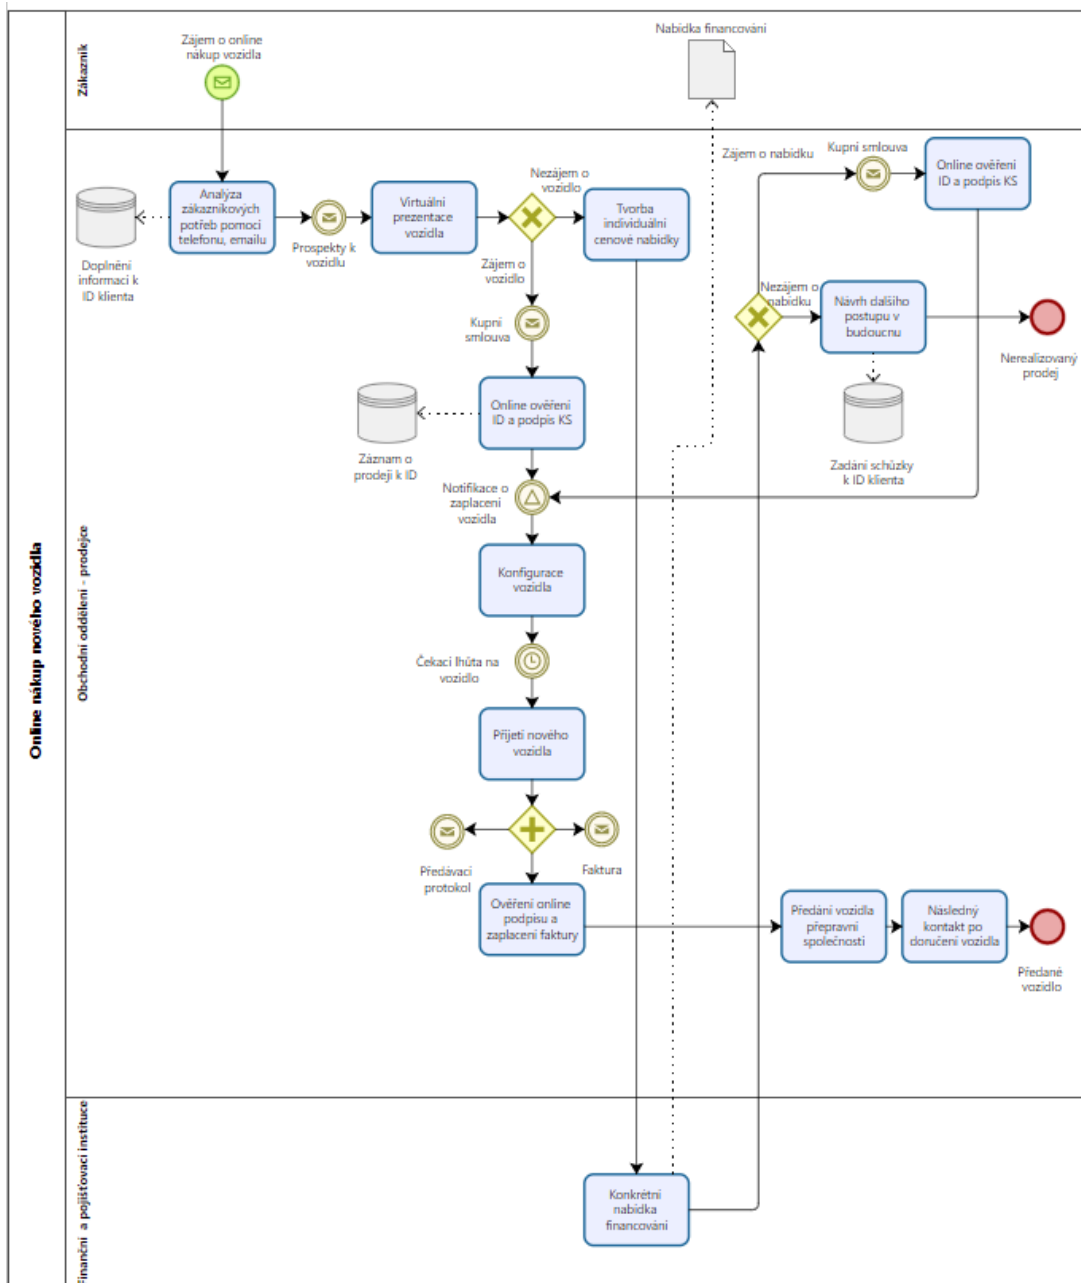 Online nákup nového vozidla
Zákazník
Zájem o online
nákup vozidla
Nabídka financování
Obchodní oddělení - prodejce
Analýza
zákazníkových
potřeb pomocí
telefonu, emailu
Doplnění
informací k
ID klienta
Prospekty k
vozidlu
Virtuální
prezentace
vozidla
Nezájem o
vozidlo
Zájem o
vozidlo
Tvorba
individuální
cenové nabídky
Zájem o nabídku
Kupní smlouva
Online ověření
ID a podpis KS
Nezájem o
nabídku
Návrh dalšího
postupu v
budoucnu
Nerealizovaný
prodej
Zadání schůzky
k ID klienta
Kupní
smlouva
Online ověření
ID a podpis KS
Záznam o
prodeji k ID
Notifikace o
zaplacení
vozidla
Konfigurace
vozidla
Čekací lhůta na
vozidlo
Přijetí nového
vozidla
Předávací
protokol
Faktura
Ověření online
podpisu a
zaplacení faktury
Předání vozidla
přepravní
společnosti
Následný
kontakt po
doručení vozidla
Předané
vozidlo
Finanční a pojišťovací instituce
Konkrétní
nabídka
financování